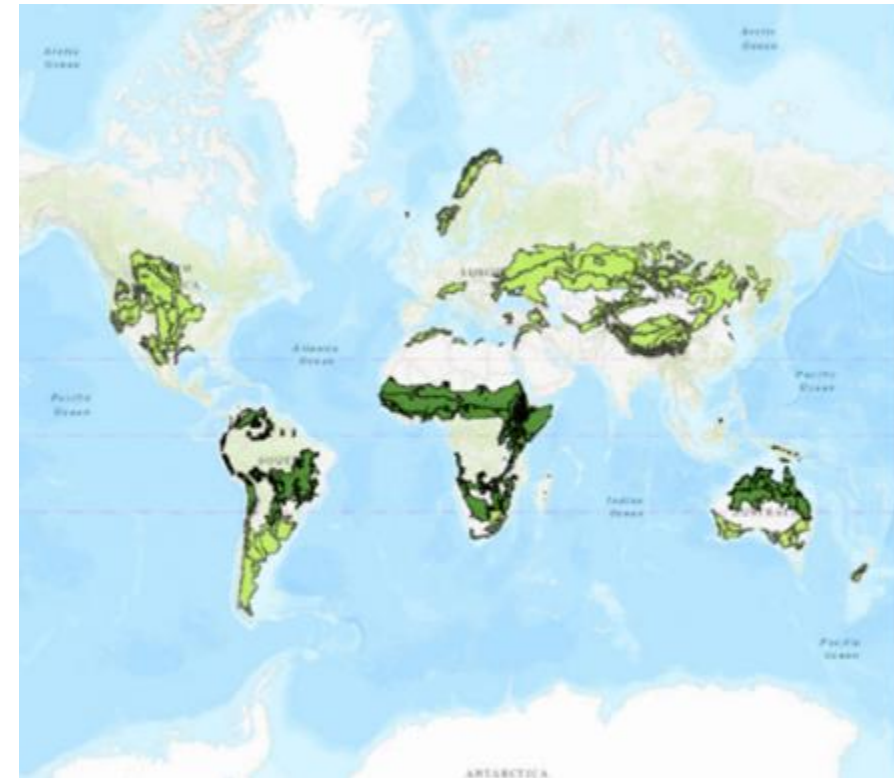 Arctic
Ocean
Arctic
Ocean
Atlantic
Ocean
Pacific
Ocean
Pacific
Ocean
Indian
Ocean
Pacific
Ocean
ANTARCTICA